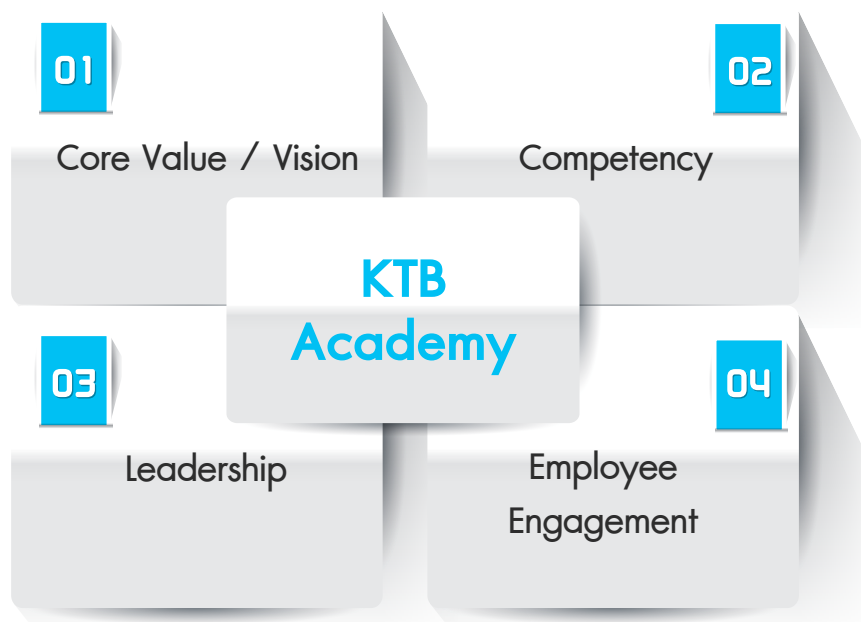 01
02
Core Value / Vision
Competency
KTB
Academy
03
04
Leadership
Employee
Engagement